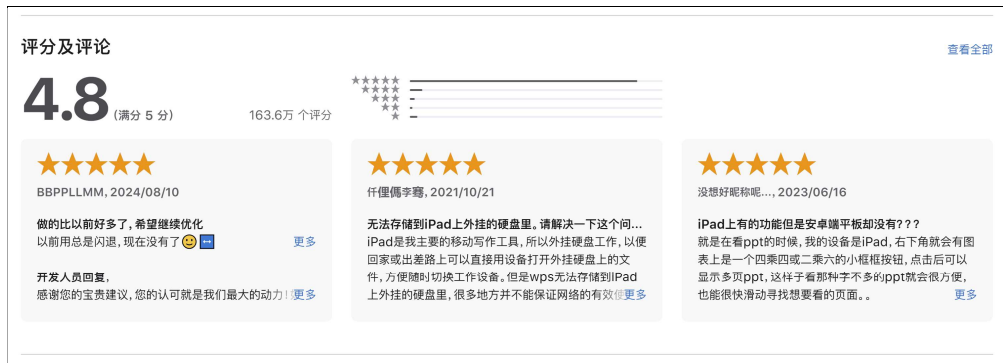 评分及评论
查看全部
4.8 (满分 5 分)
163.6万 个评分
★★★★★
★★★★
★★★
★★
★
★★★★★
BBPPLLMM, 2024/08/10
做的比以前好多了,希望继续优化
以前用总是闪退,现在没有了🙂↔️ 更多
开发人员回复,
感谢您的宝贵建议,您的认可就是我们最大的动力! 更多
★★★★★
仟俚傌李骞, 2021/10/21
无法存储到iPad上外挂的硬盘里。请解决一下这个问...
iPad是我主要的移动写作工具,所以外挂硬盘工作,以便
回家或出差路上可以直接用设备打开外挂硬盘上的文
件,方便随时切换工作设备。但是wps无法存储到iPad
上外挂的硬盘里,很多地方并不能保证网络的有效使 更多
★★★★★
没想好昵称呢..., 2023/06/16
iPad上有的功能但是安卓端平板却没有???
就是在看ppt的时候,我的设备是iPad,右下角就会有图
表上是一个四乘四或二乘六的小框框按钮,点击后可以
显示多页ppt,这样子看那种字不多的ppt就会很方便,
也能很快滑动寻找想要看的页面。。 更多